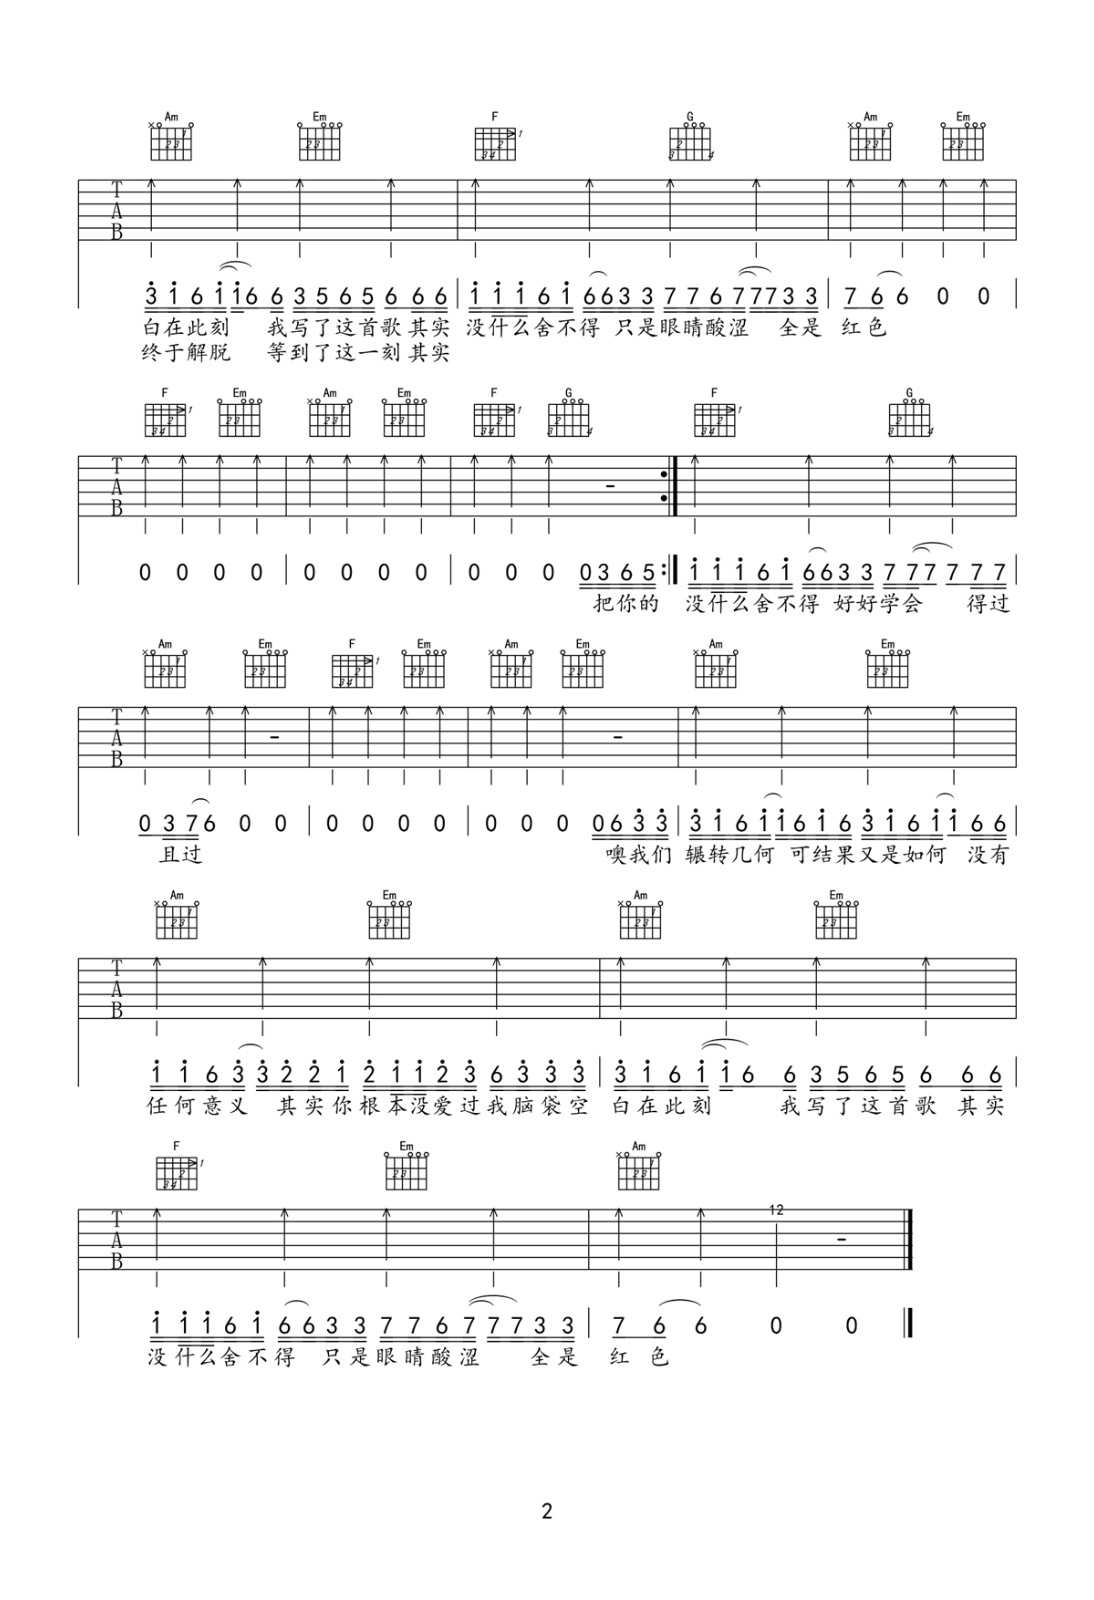 Am Em F G Am Em
T A B
3 1 6 1 1 6 6 3 5 6 5 6 6 6 1 1 1 6 1 6 6 3 3 7 7 6 7 7 7 3 3 7 6 6 0 0
白在此刻 我写了这首歌其实 没什么舍不得 只是眼睛酸涩 全是 红色
终于解脱 等到了这一刻其实
F Em Am Em F G F G
T A B
0 0 0 0 0 0 0 0 0 0 0 0 3 6 5 1 1 1 6 1 6 6 3 3 7 7 7 7 7 7
把你的 没什么舍不得 好好学会 得过
Am Em F Em Am Em Am Em
T A B
0 3 7 6 0 0 0 0 0 0 0 0 0 0 6 3 3 3 1 6 1 1 6 1 6 3 1 6 1 1 6 6
且过 噢我们 辗转几何 可结果又是如何 没有
Am Em Am Em
T A B
1 1 6 3 3 2 2 1 2 1 1 2 3 6 3 3 3 3 1 6 1 1 6 6 3 5 6 5 6 6 6
任何意义 其实你根本没爱过我脑袋空 白在此刻 我写了这首歌 其实
F Em Am
T A B
12
1 1 1 6 1 6 6 3 3 7 7 6 7 7 7 3 3 7 6 6 0 0
没什么舍不得 只是眼睛酸涩 全是 红色
2